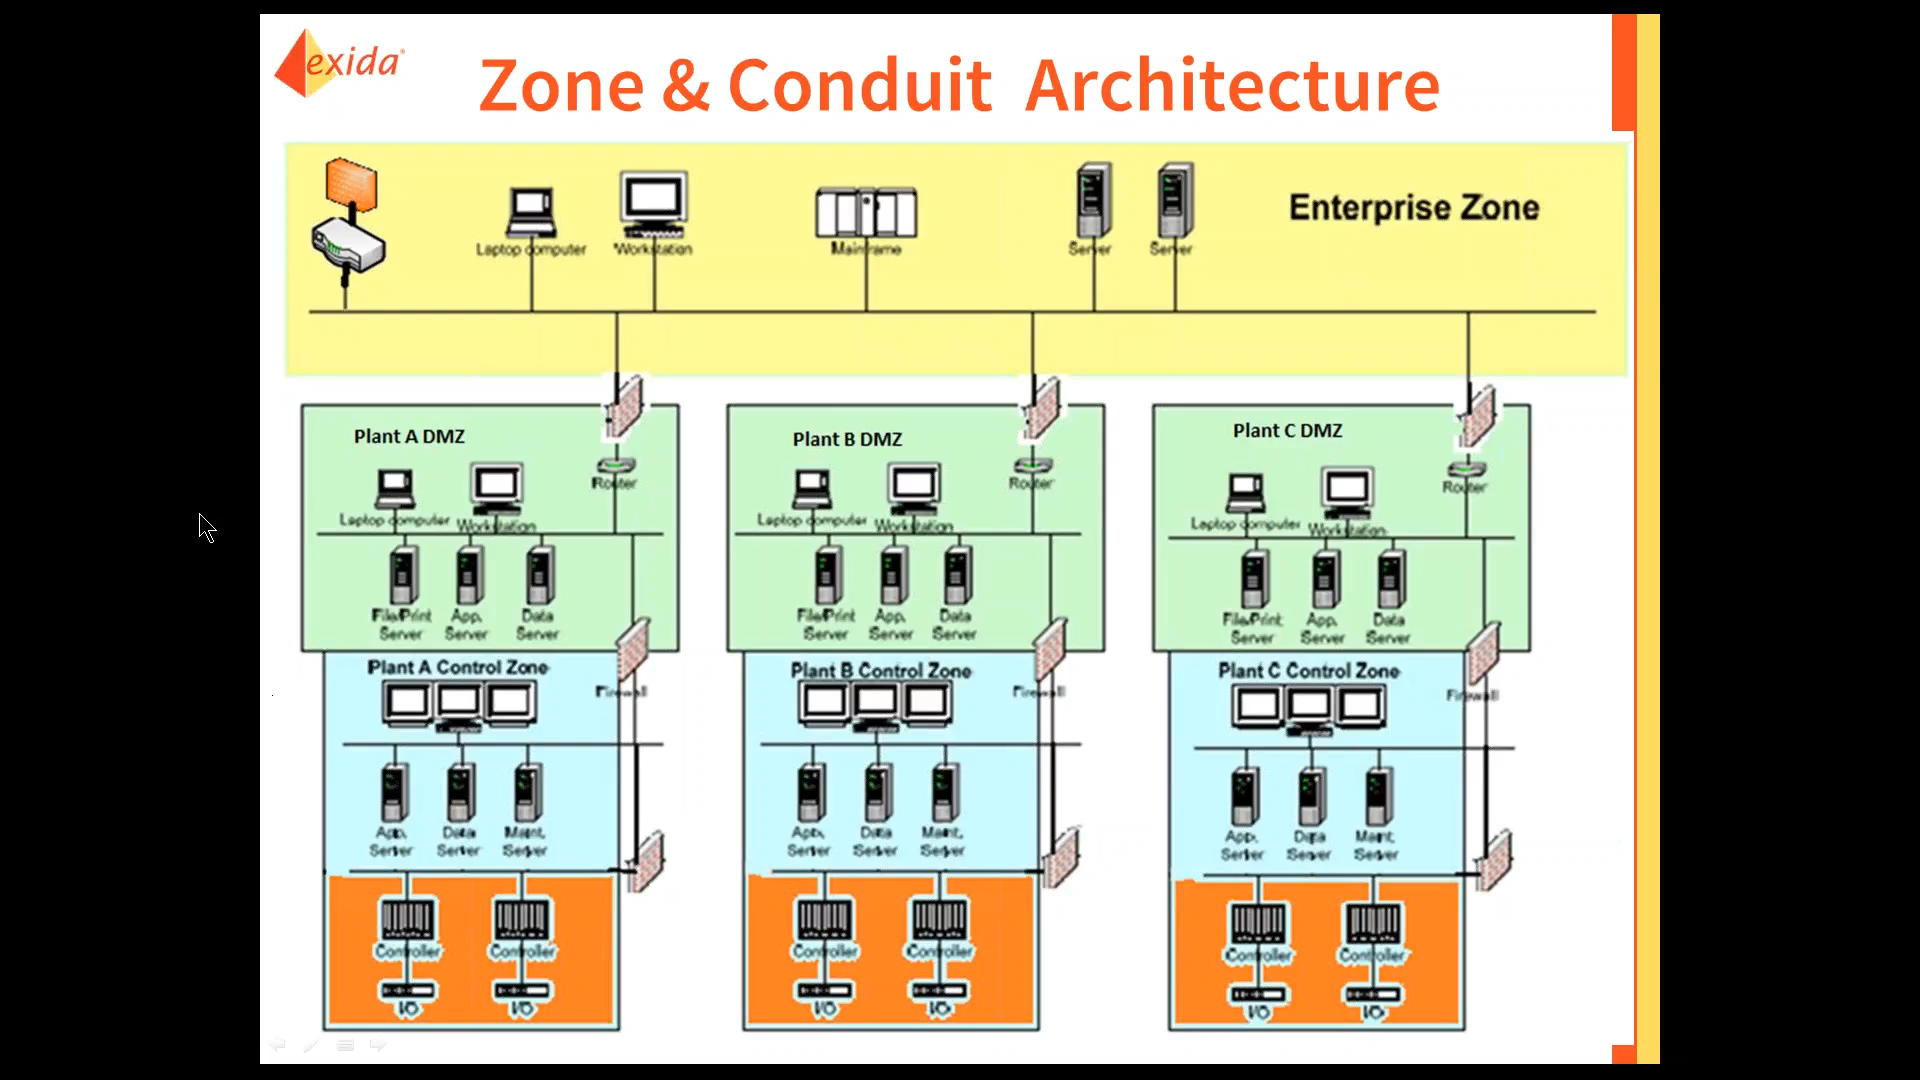 exida
Zone & Conduit Architecture
Enterprise Zone
Laptop computer
Workstation
Mainframe
Server
Server
Plant A DMZ
Router
Laptop computer
Workstation
File/Print
Server
App.
Server
Data
Server
Plant A Control Zone
Firewall
App.
Server
Data
Server
Maint.
Server
Controller
Controller
I/O
I/O
Plant B DMZ
Router
Laptop computer
Workstation
File/Print
Server
App.
Server
Data
Server
Plant B Control Zone
Firewall
App.
Server
Data
Server
Maint.
Server
Controller
Controller
I/O
I/O
Plant C DMZ
Router
Laptop computer
Workstation
File/Print
Server
App.
Server
Data
Server
Plant C Control Zone
Firewall
App.
Server
Data
Server
Maint.
Server
Controller
Controller
I/O
I/O